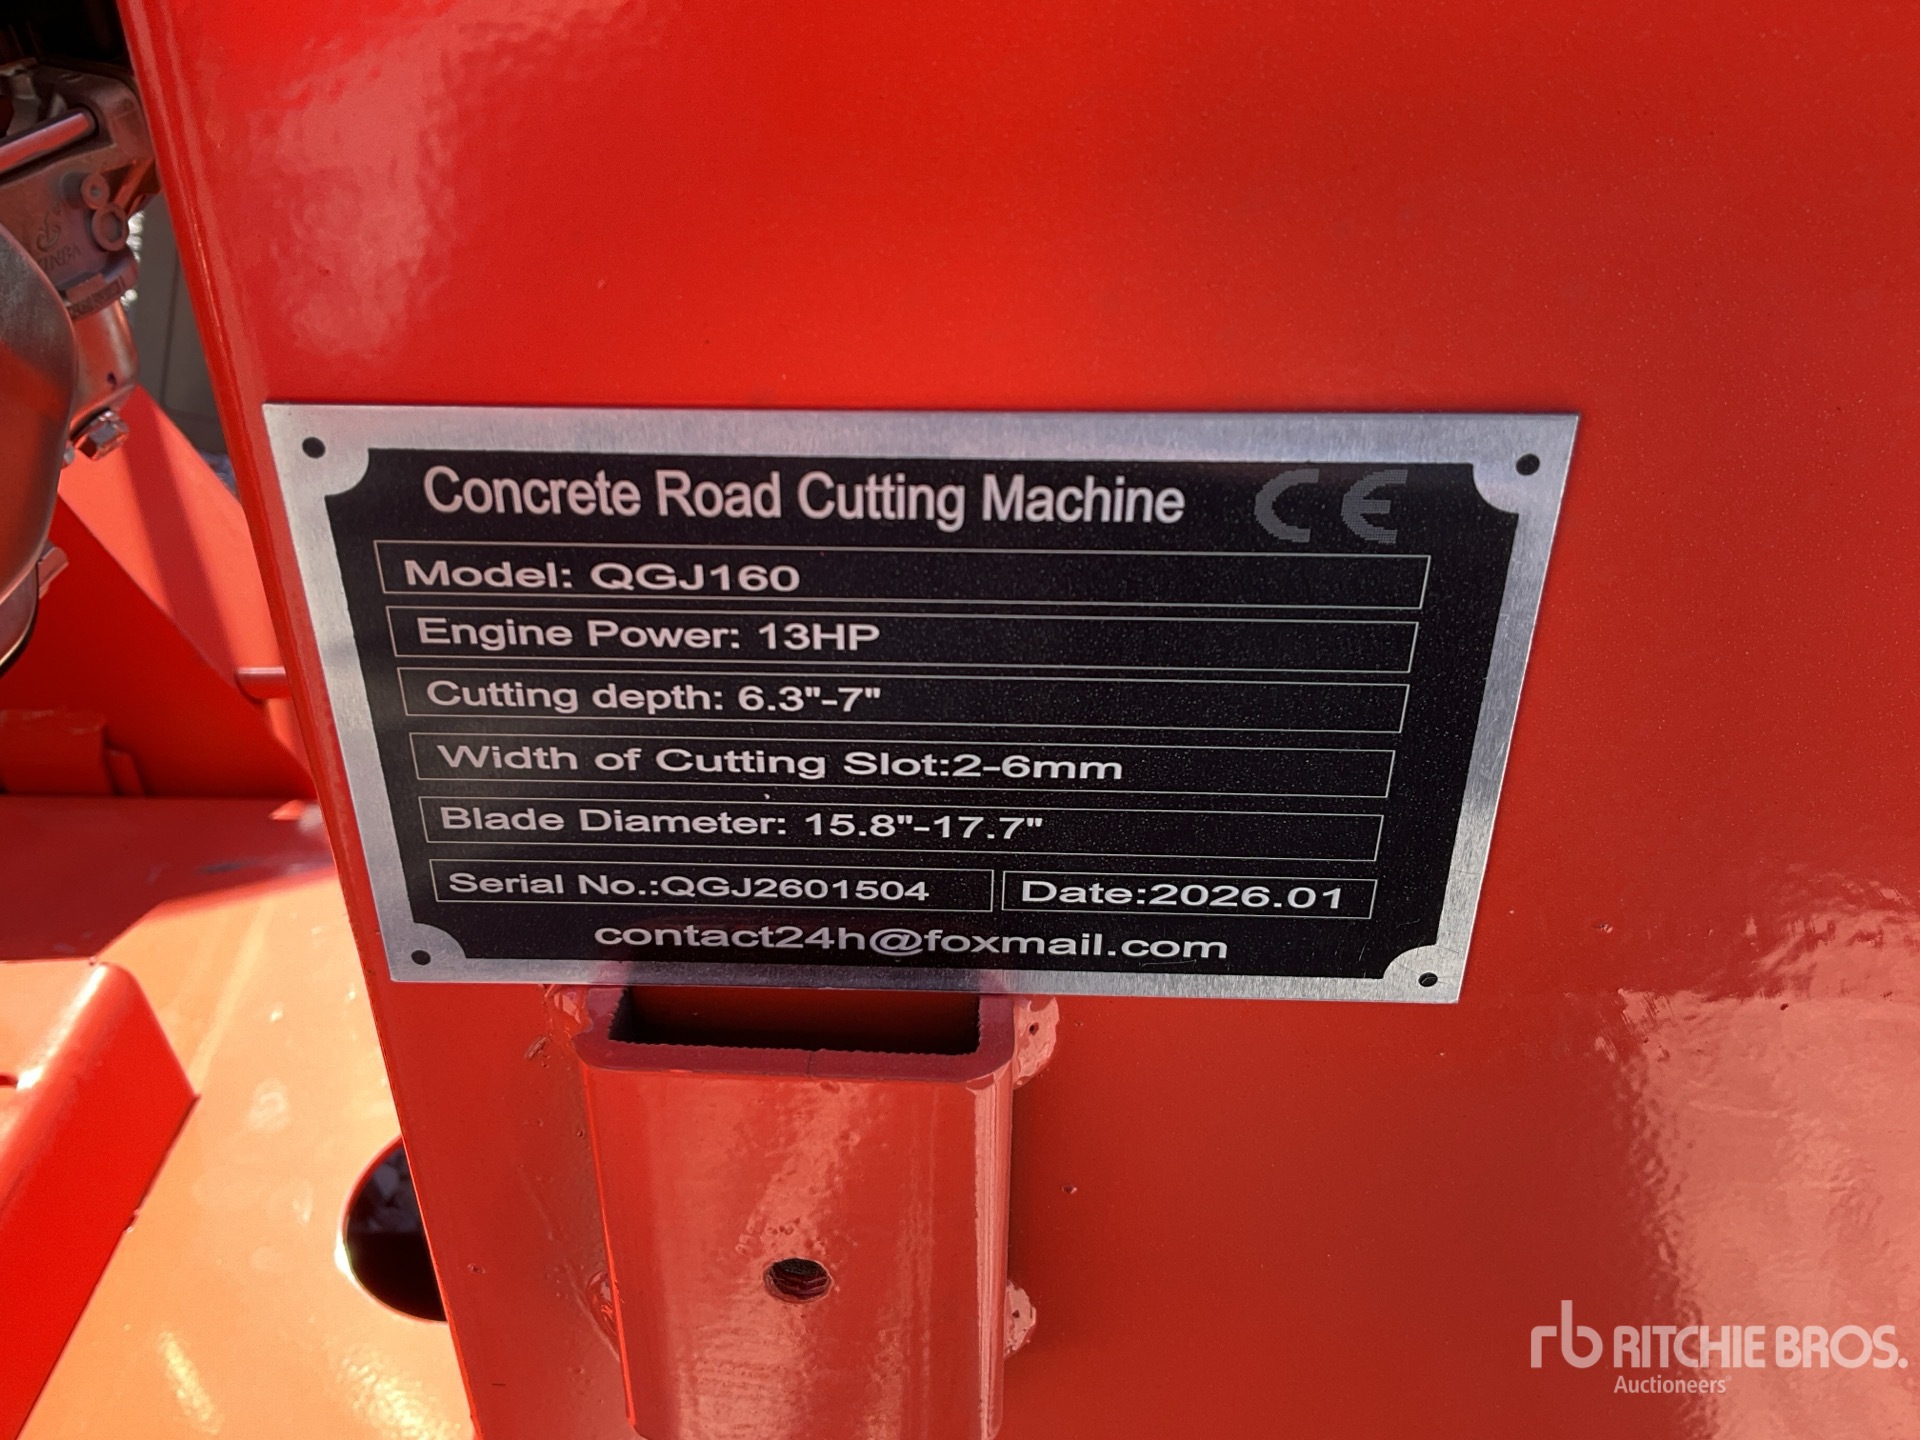 Concrete Road Cutting Machine CE
Model: QGJ160
Engine Power: 13HP
Cutting depth: 6.3"-7"
Width of Cutting Slot:2-6mm
Blade Diameter: 15.8"-17.7"
Serial No.:QGJ2601504 Date:2026.01
contact24h@foxmail.com
rb RITCHIE BROS.
Auctioneers